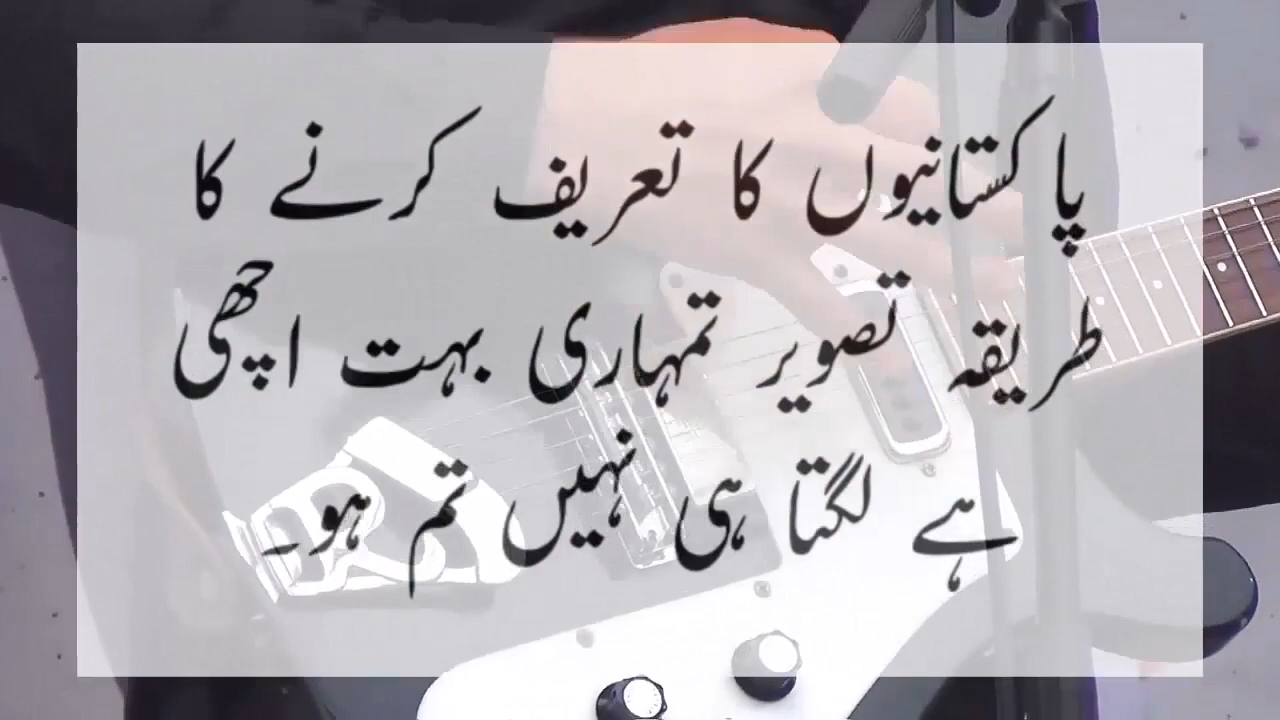 پاکستانیوں کا تعریف کرنے کا
طریقہ تصویر تمہاری بہت اچھی
ہے لگتا ہی نہیں تم ہو۔